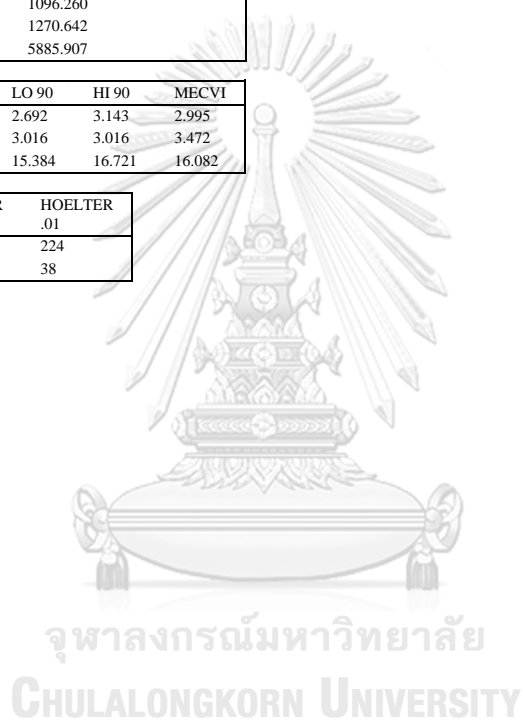 1096.260
1270.642
5885.907
LO 90 HI 90 MECVI
2.692 3.143 2.995
3.016 3.016 3.472
15.384 16.721 16.082
R HOELTER
.01
224
38
จุฬาลงกรณ์มหาวิทยาลัย
CHULALONGKORN UNIVERSITY